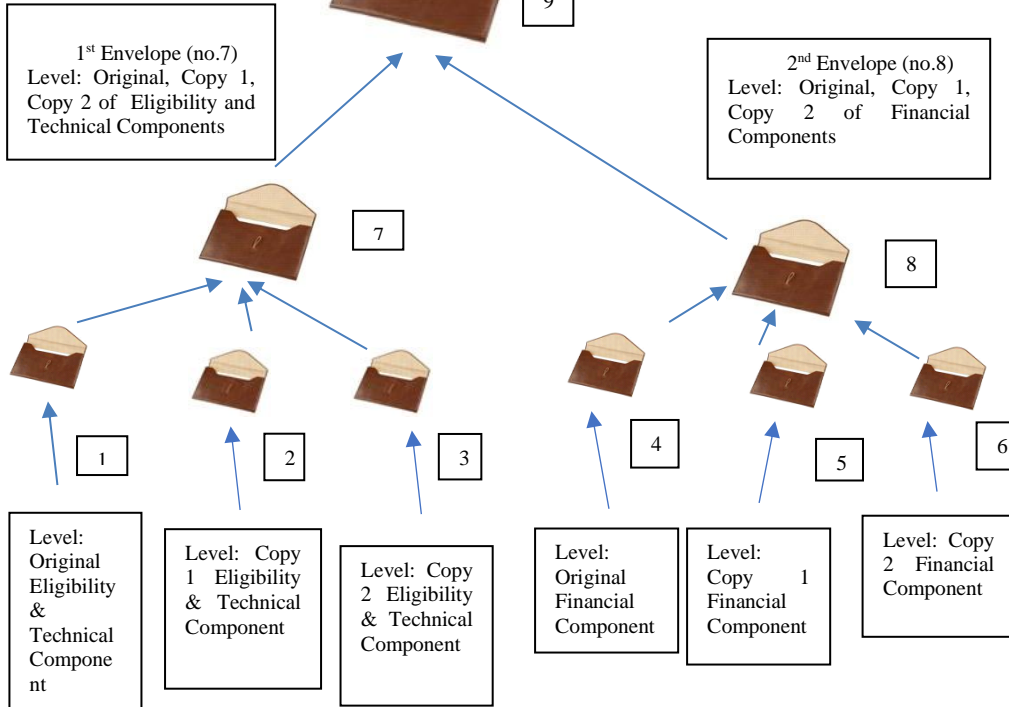 9
1st Envelope (no.7)
Level: Original, Copy 1,
Copy 2 of Eligibility and
Technical Components
2nd Envelope (no.8)
Level: Original, Copy 1,
Copy 2 of Financial
Components
7
8
1
2
3
4
5
6
Level:
Original
Eligibility
&
Technical
Compone
nt
Level: Copy
1 Eligibility
& Technical
Component
Level: Copy
2 Eligibility
& Technical
Component
Level:
Original
Financial
Component
Level:
Copy 1
Financial
Component
Level: Copy
2 Financial
Component